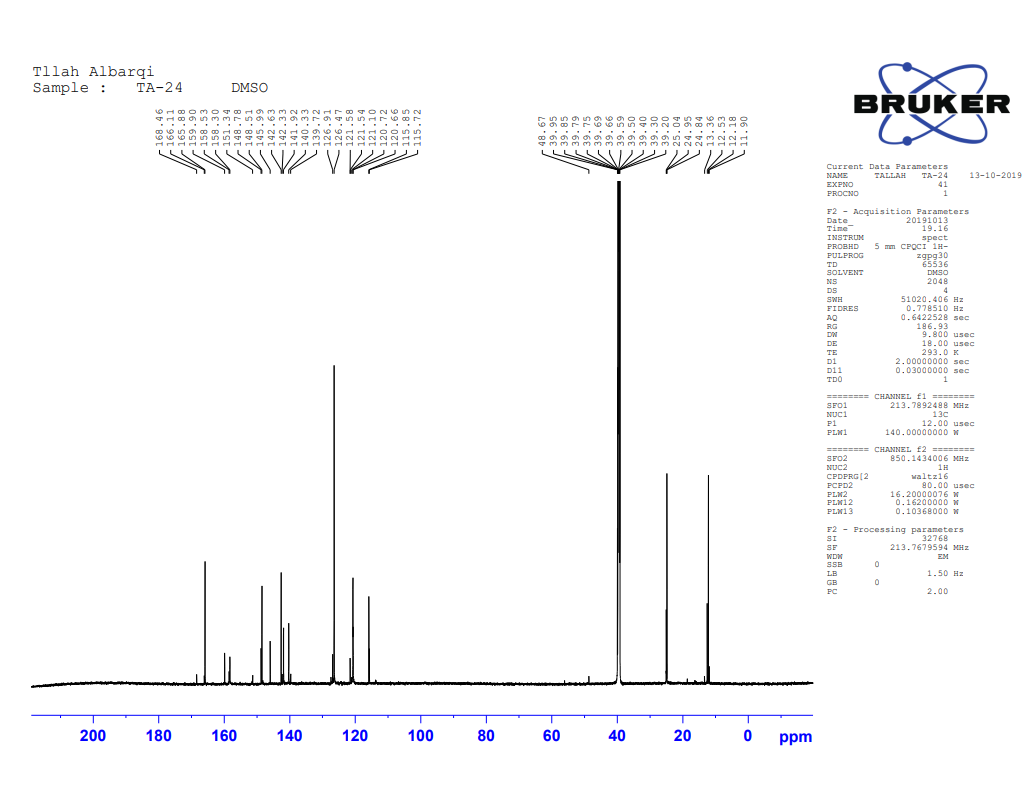 Tllah Albarqi
Sample : TA-24 DMSO
168.46
166.11
165.88
159.90
158.53
158.30
151.34
148.78
148.51
145.99
142.63
142.33
141.92
140.33
139.72
126.91
126.47
121.58
121.54
121.10
120.72
120.66
115.85
115.72
48.67
39.95
39.85
39.79
39.75
39.69
39.66
39.59
39.50
39.40
39.30
39.20
25.04
24.95
24.84
13.36
12.53
12.18
11.90
BRUKER
Current Data Parameters
NAME TALLAH TA-24 13-10-2019
EXPNO 41
PROCNO 1
F2 - Acquisition Parameters
Date_ 20191013
Time 19.16
INSTRUM spect
PROBHD 5 mm CPQCI 1H-
PULPROG zgpg30
TD 65536
SOLVENT DMSO
NS 2048
DS 4
SWH 51020.406 Hz
FIDRES 0.778510 Hz
AQ 0.6422528 sec
RG 186.93
DW 9.800 usec
DE 18.00 usec
TE 293.0 K
D1 2.00000000 sec
D11 0.03000000 sec
TD0 1
======== CHANNEL f1 ========
SFO1 213.7892488 MHz
NUC1 13C
P1 12.00 usec
PLW1 140.00000000 W
======== CHANNEL f2 ========
SFO2 850.1434006 MHz
NUC2 1H
CPDPRG[2 waltz16
PCPD2 80.00 usec
PLW2 16.20000076 W
PLW12 0.16200000 W
PLW13 0.10368000 W
F2 - Processing parameters
SI 32768
SF 213.7679594 MHz
WDW EM
SSB 0
LB 1.50 Hz
GB 0
PC 2.00
200 180 160 140 120 100 80 60 40 20 0 ppm